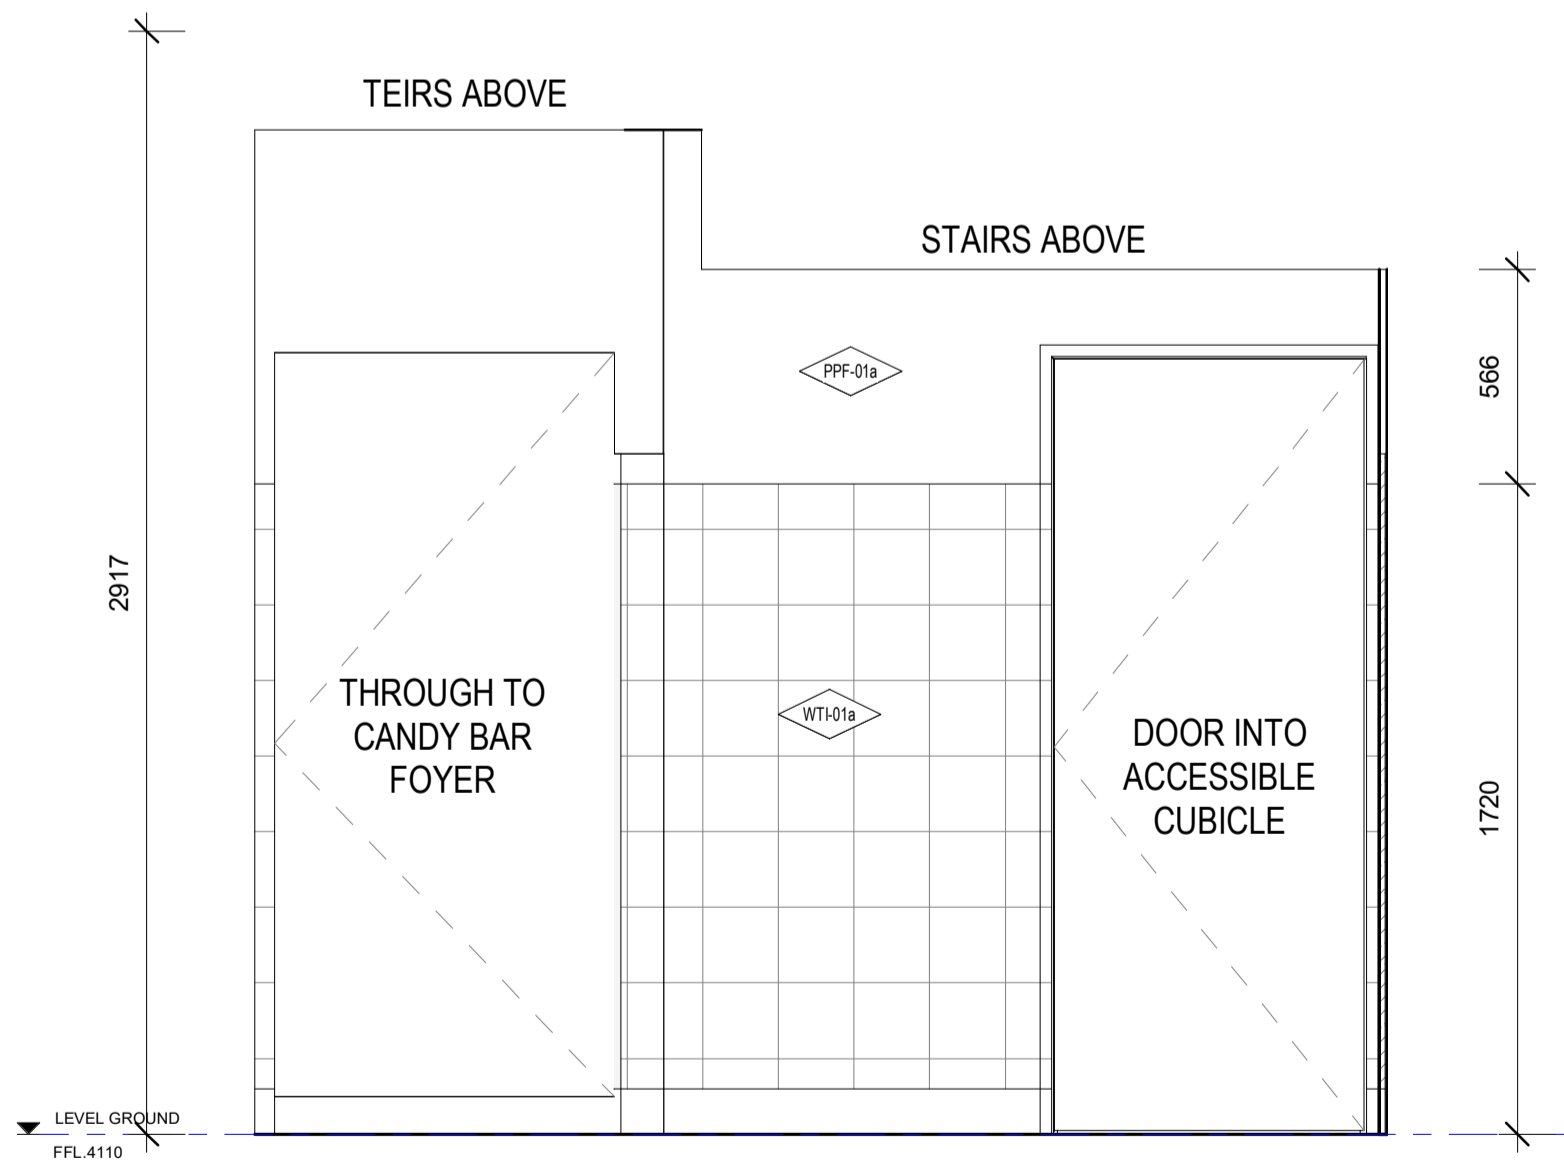 TEIRS ABOVE
STAIRS ABOVE
PPF-01a
566
2917
THROUGH TO
CANDY BAR
FOYER
WTI-01a
DOOR INTO
ACCESSIBLE
CUBICLE
1720
LEVEL GROUND
FFL.4110